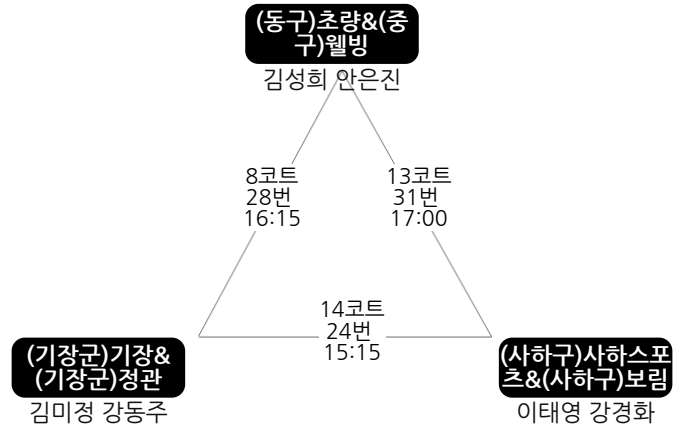 (동구)초량&(중
구)웰빙
김성희 안은진
8코트
28번
16:15
13코트
31번
17:00
14코트
24번
15:15
(기장군)기장&
(기장군)정관
김미정 강동주
(사하구)사하스포
츠&(사하구)보림
이태영 강경화